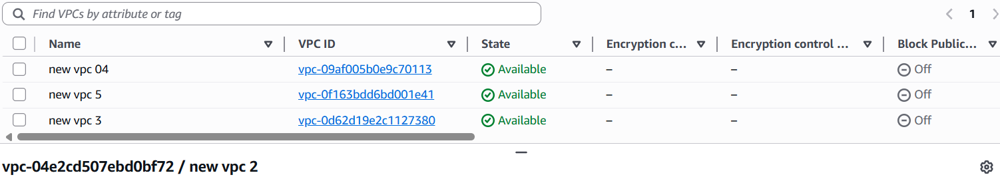 Find VPCs by attribute or tag
1
Name VPC ID State Encryption c... Encryption control ... Block Public...
new vpc 04 vpc-09af005b0e9c70113 Available – – Off
new vpc 5 vpc-0f163bdd6bd001e41 Available – – Off
new vpc 3 vpc-0d62d19e2c1127380 Available – – Off
vpc-04e2cd507ebd0bf72 / new vpc 2